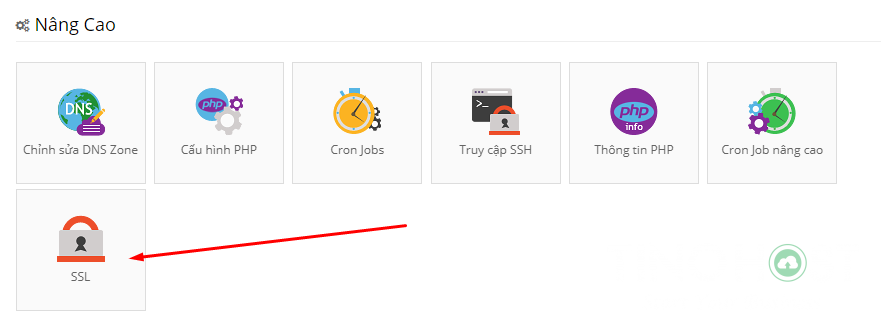 Nâng Cao
DNS
php
>_
php
info
Chỉnh sửa DNS Zone
Cấu hình PHP
Cron Jobs
Truy cập SSH
Thông tin PHP
Cron Job nâng cao
SSL